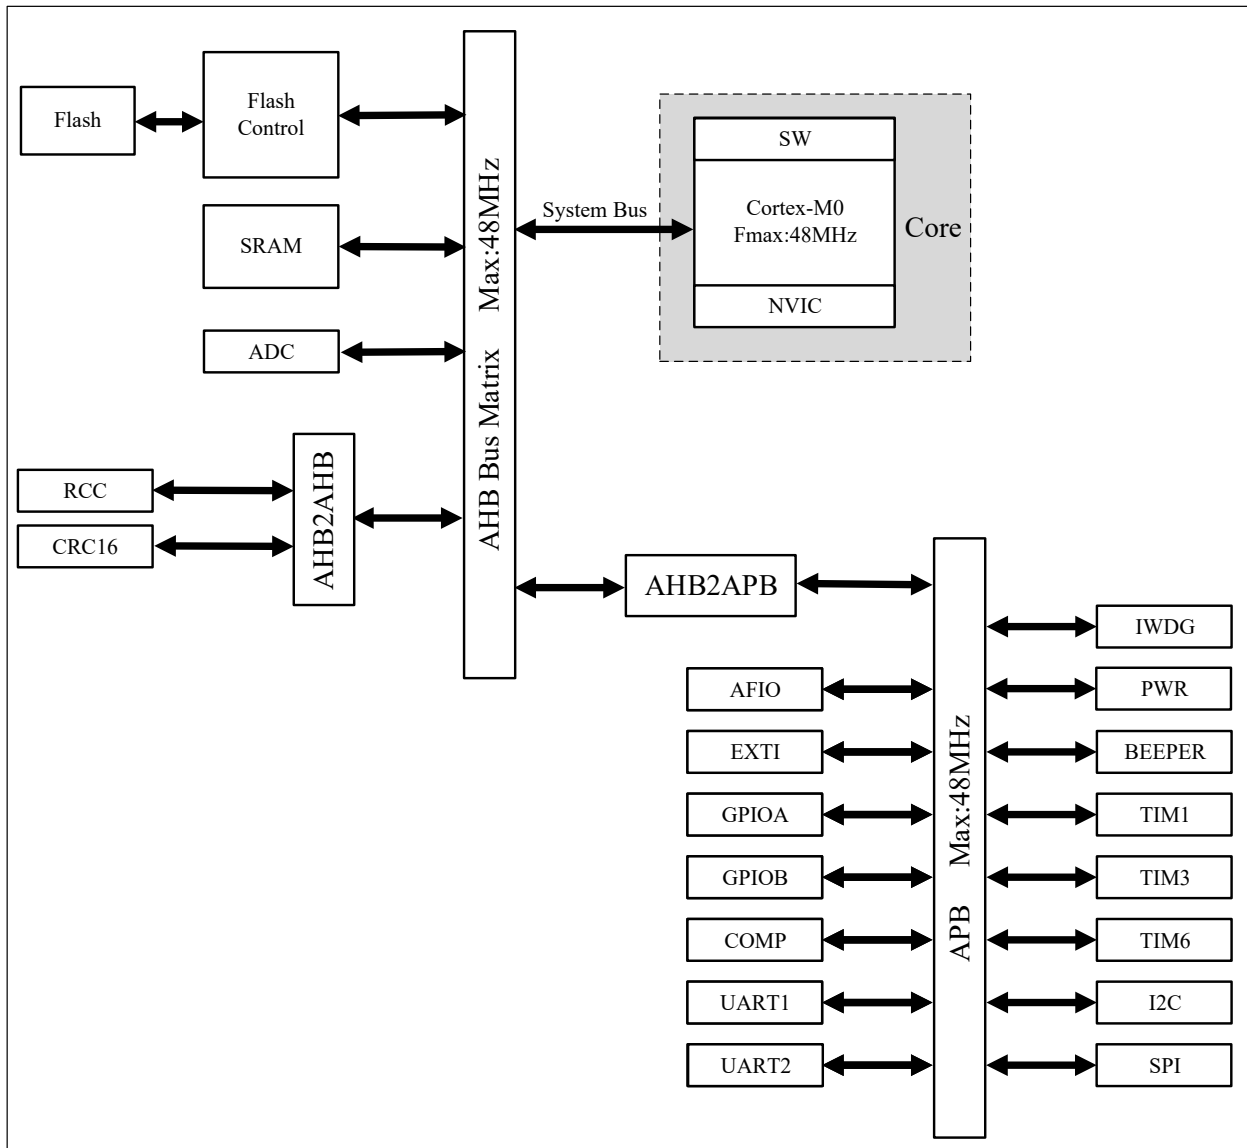 Flash
Flash
Control
SRAM
ADC
RCC
CRC16
AHB2AHB
AHB Bus Matrix Max:48MHz
System Bus
SW
Cortex-M0
Fmax:48MHz
NVIC
Core
AHB2APB
APB Max:48MHz
AFIO
EXTI
GPIOA
GPIOB
COMP
UART1
UART2
IWDG
PWR
BEEPER
TIM1
TIM3
TIM6
I2C
SPI